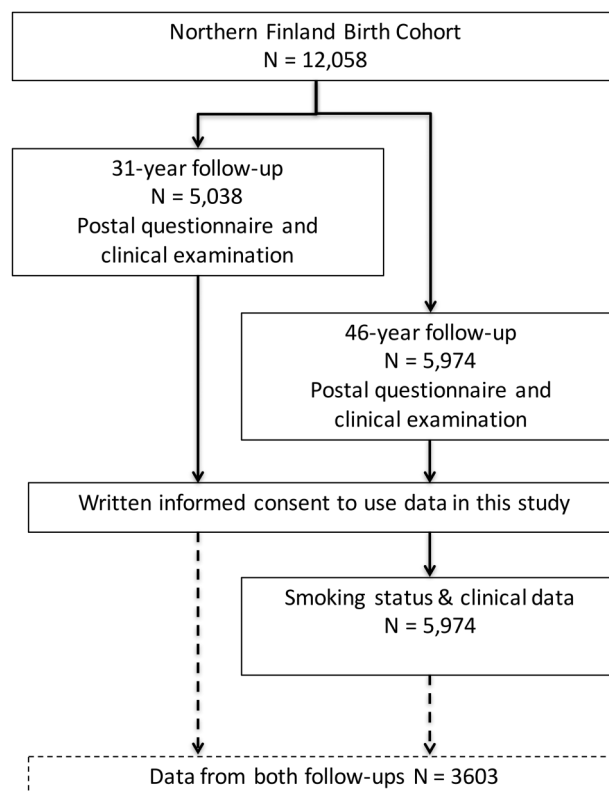 Northern Finland Birth Cohort
N = 12,058
31-year follow-up
N = 5,038
Postal questionnaire and
clinical examination
46-year follow-up
N = 5,974
Postal questionnaire and
clinical examination
Written informed consent to use data in this study
Smoking status & clinical data
N = 5,974
Data from both follow-ups N = 3603